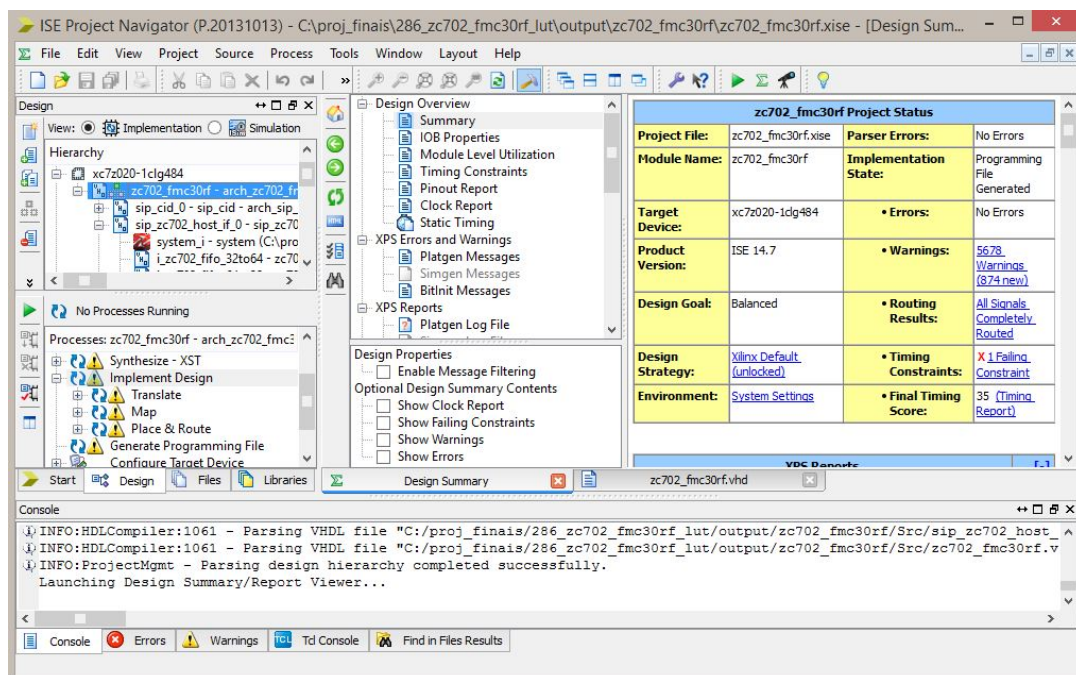 ISE Project Navigator (P.20131013) - C:\proj_finais\286_zc702_fmc30rf_lut\output\zc702_fmc30rf\zc702_fmc30rf.xise - [Design Sum...
File Edit View Project Source Process Tools Window Layout Help
Design
View: Implementation Simulation
Hierarchy
xc7z020-1clg484
zc702_fmc30rf - arch_zc702_fr
sip_cid_0 - sip_cid - arch_sip_
sip_zc702_host_if_0 - sip_zc70
system_i - system (C:\pro
i_zc702_fifo_32to64 - zc70
No Processes Running
Processes: zc702_fmc30rf - arch_zc702_fmc3
Synthesize - XST
Implement Design
Translate
Map
Place & Route
Generate Programming File
Configure Target Device
Start Design Files Libraries
Design Overview
Summary
IOB Properties
Module Level Utilization
Timing Constraints
Pinout Report
Clock Report
Static Timing
XPS Errors and Warnings
Platgen Messages
Simgen Messages
BitInit Messages
XPS Reports
Platgen Log File
Design Properties
Enable Message Filtering
Optional Design Summary Contents
Show Clock Report
Show Failing Constraints
Show Warnings
Show Errors
Design Summary
zc702_fmc30rf.vhd
zc702_fmc30rf Project Status
Project File: zc702_fmc30rf.xise Parser Errors: No Errors
Module Name: zc702_fmc30rf Implementation Programming
State: File
Generated
Target xc7z020-1clg484 • Errors: No Errors
Device:
Product ISE 14.7 • Warnings: 5678
Version: Warnings
(874 new)
Design Goal: Balanced • Routing All Signals
Results: Completely
Routed
Design Xilinx Default • Timing X 1 Failing
Strategy: (unlocked) Constraints: Constraint
Environment: System Settings • Final Timing 35 (Timing
Score: Report)
XPS Reports [-]
Console
INFO:HDLCompiler:1061 - Parsing VHDL file "C:/proj_finais/286_zc702_fmc30rf_lut/output/zc702_fmc30rf/Src/sip_zc702_host_
INFO:HDLCompiler:1061 - Parsing VHDL file "C:/proj_finais/286_zc702_fmc30rf_lut/output/zc702_fmc30rf/Src/zc702_fmc30rf.v
INFO:ProjectMgmt - Parsing design hierarchy completed successfully.
Launching Design Summary/Report Viewer...
Console Errors Warnings Tcl Console Find in Files Results